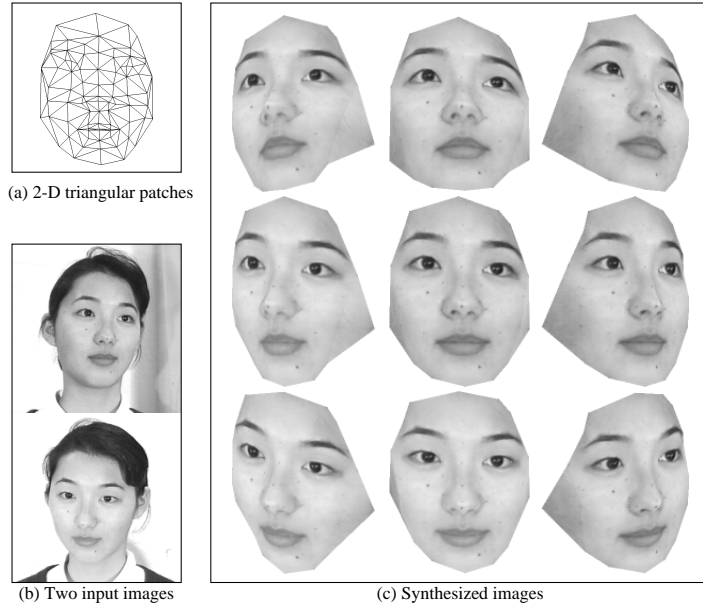 (a) 2-D triangular patches
(b) Two input images
(c) Synthesized images